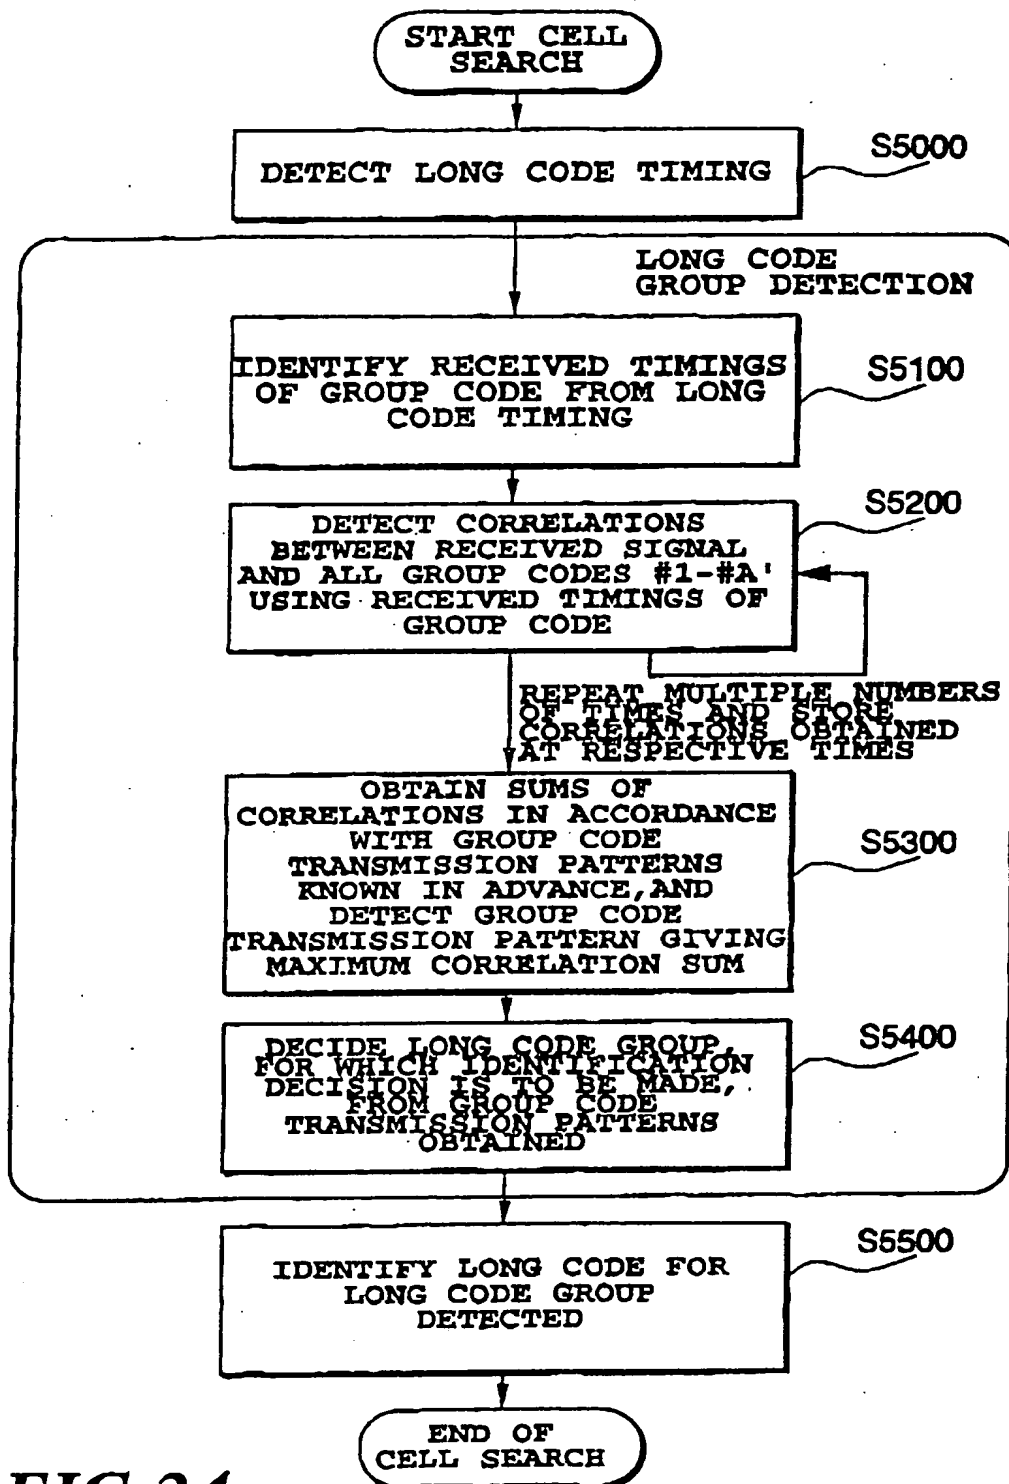 START CELL
SEARCH
S5000
DETECT LONG CODE TIMING
LONG CODE
GROUP DETECTION
IDENTIFY RECEIVED TIMINGS
OF GROUP CODE FROM LONG
CODE TIMING
S5100
S5200
DETECT CORRELATIONS
BETWEEN RECEIVED SIGNAL
AND ALL GROUP CODES #1-#A'
USING RECEIVED TIMINGS OF
GROUP CODE
REPEAT MULTIPLE NUMBERS
OF TIMES AND STORE
CORRELATIONS OBTAINED
AT RESPECTIVE TIMES
OBTAIN SUMS OF
CORRELATIONS IN ACCORDANCE
WITH GROUP CODE
TRANSMISSION PATTERNS
KNOWN IN ADVANCE, AND
DETECT GROUP CODE
TRANSMISSION PATTERN GIVING
MAXIMUM CORRELATION SUM
S5300
S5400
DECIDE LONG CODE GROUP,
FOR WHICH IDENTIFICATION
DECISION IS TO BE MADE,
FROM GROUP CODE
TRANSMISSION PATTERNS
OBTAINED
S5500
IDENTIFY LONG CODE FOR
LONG CODE GROUP
DETECTED
END OF
CELL SEARCH